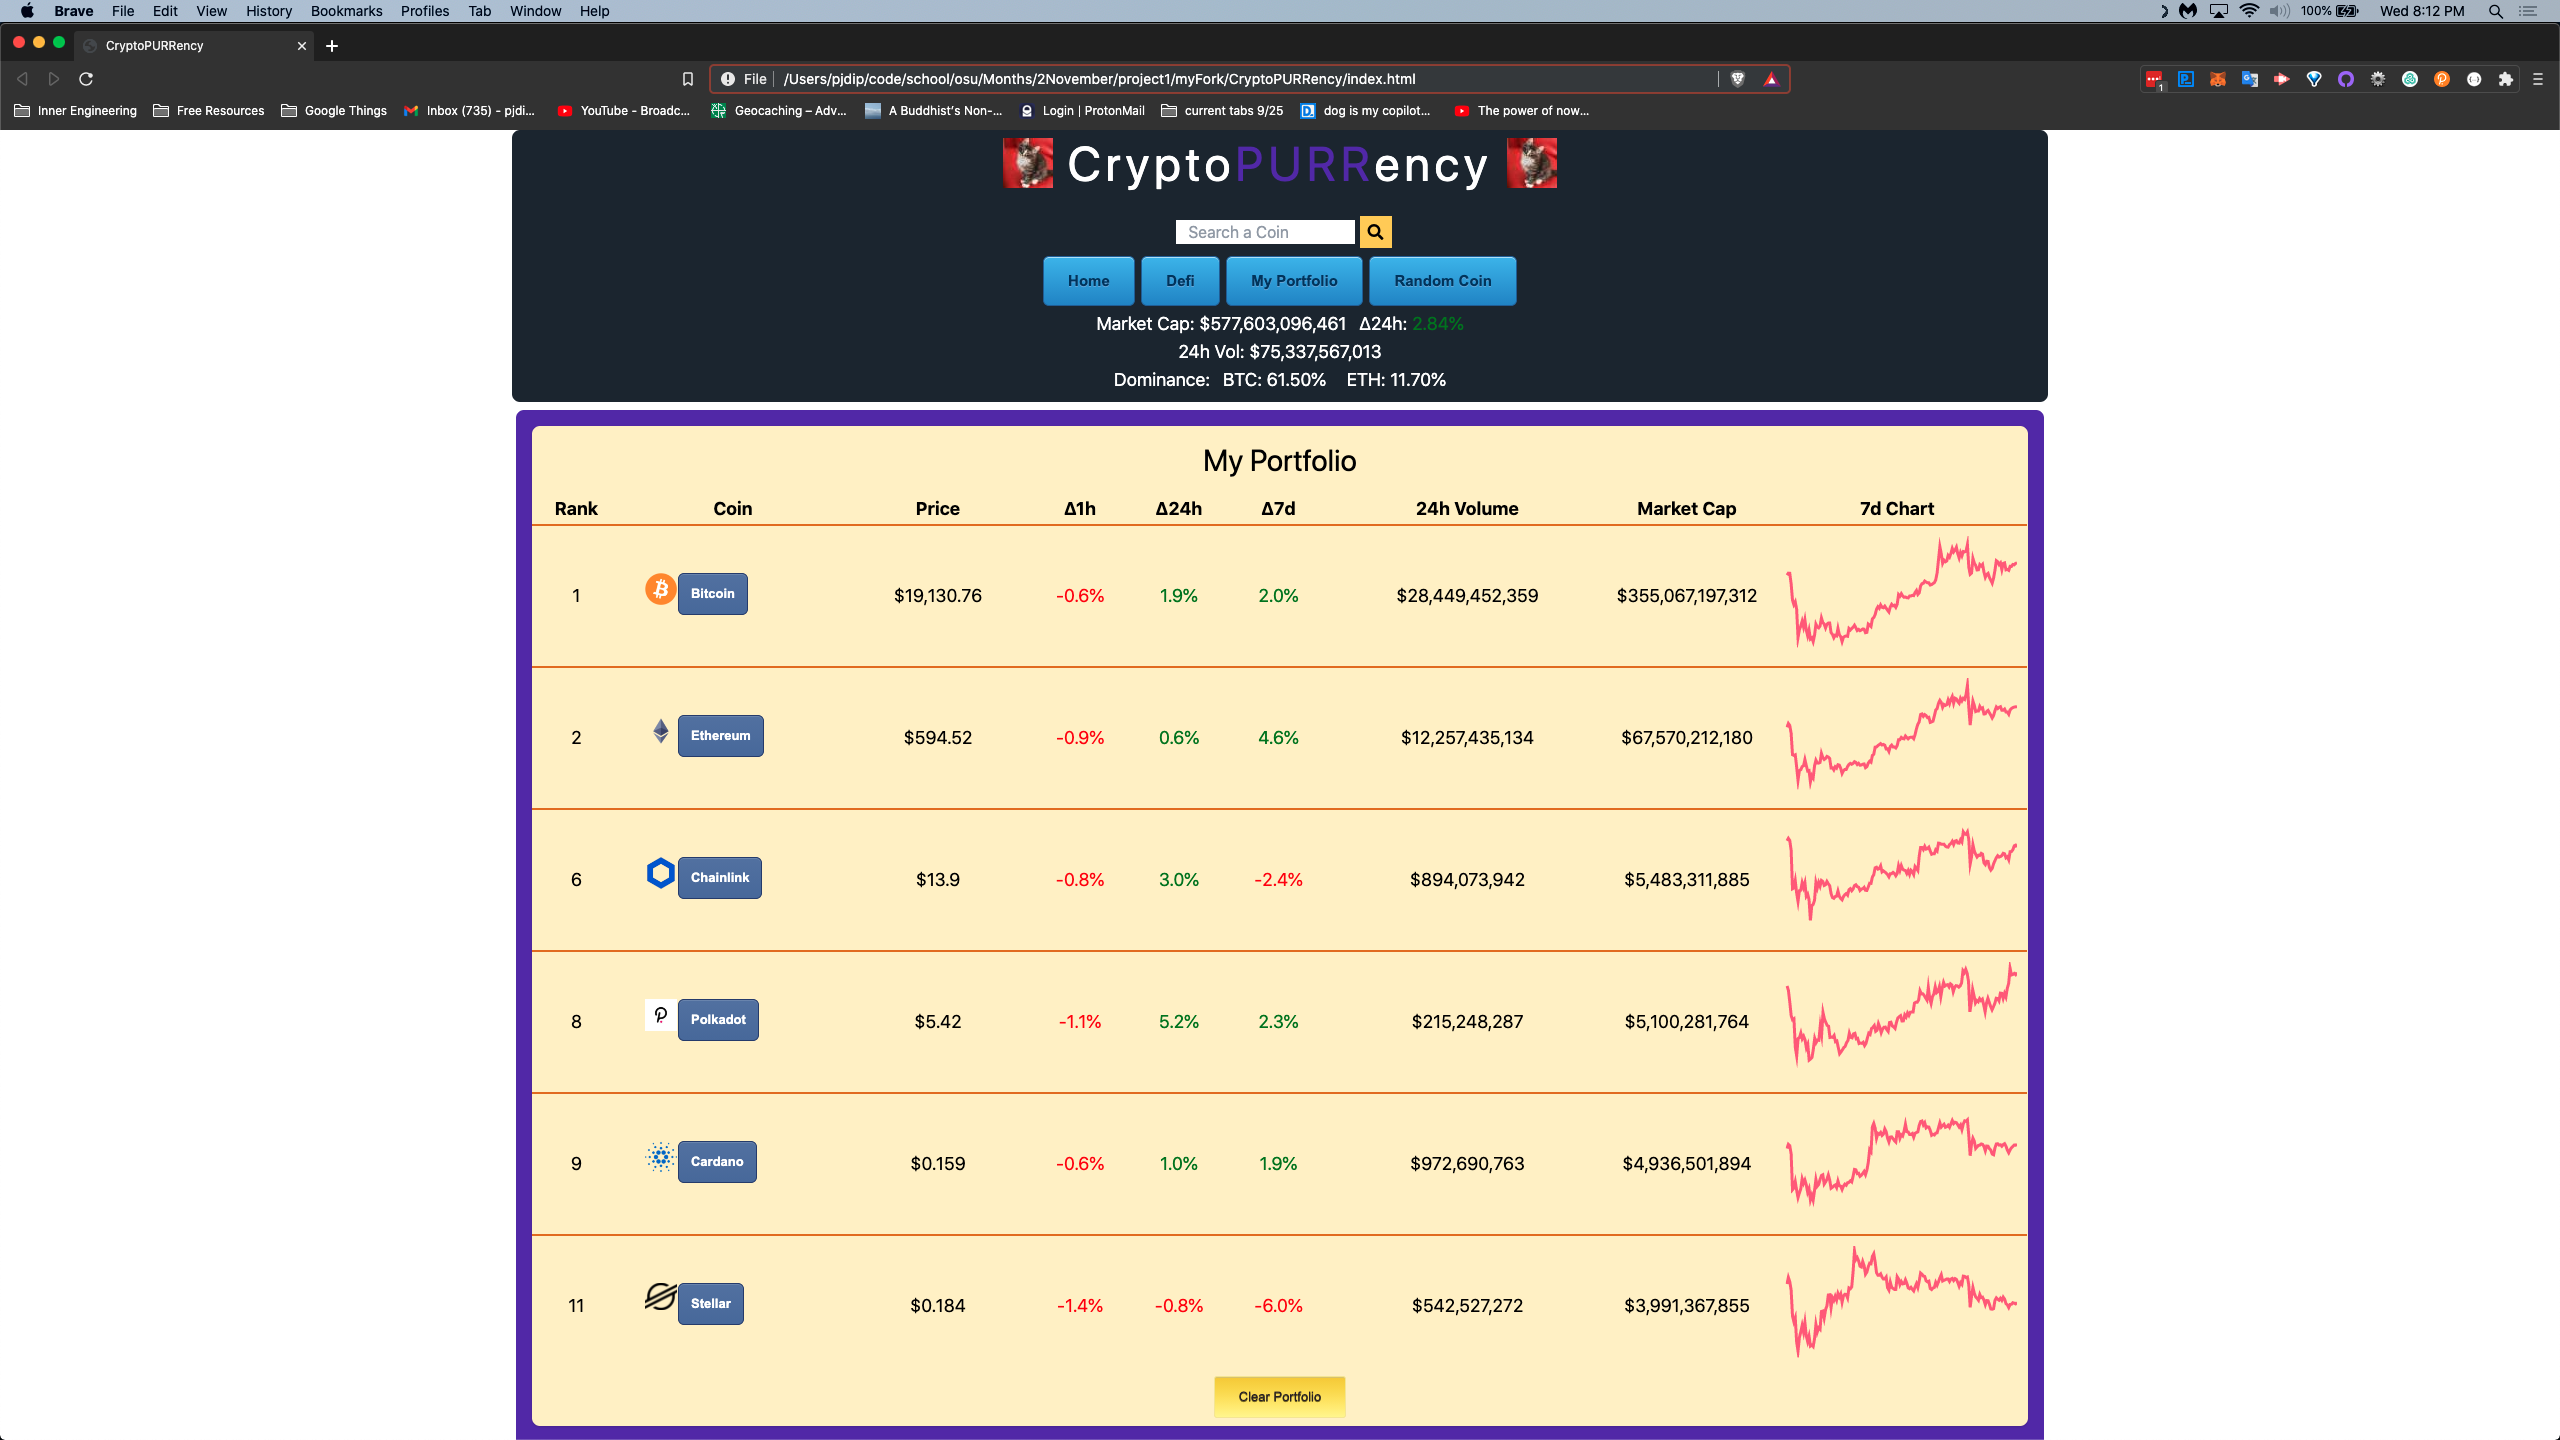 Brave File Edit View History Bookmarks Profiles Tab Window Help 100% Wed 8:12 PM
CryptoPURRency
File /Users/pjdip/code/school/osu/Months/2November/project1/myFork/CryptoPURRency/index.html 1
Inner Engineering Free Resources Google Things Inbox (735) - pjdi... YouTube - Broadc... Geocaching – Adv... A Buddhist's Non-... Login | ProtonMail current tabs 9/25 dog is my copilot... The power of now...
CryptoPURRency
Search a Coin
Home Defi My Portfolio Random Coin
Market Cap: $577,603,096,461 Δ24h: 2.84%
24h Vol: $75,337,567,013
Dominance: BTC: 61.50% ETH: 11.70%
My Portfolio
Rank Coin Price Δ1h Δ24h Δ7d 24h Volume Market Cap 7d Chart
1 Bitcoin $19,130.76 -0.6% 1.9% 2.0% $28,449,452,359 $355,067,197,312
2 Ethereum $594.52 -0.9% 0.6% 4.6% $12,257,435,134 $67,570,212,180
6 Chainlink $13.9 -0.8% 3.0% -2.4% $894,073,942 $5,483,311,885
8 Polkadot $5.42 -1.1% 5.2% 2.3% $215,248,287 $5,100,281,764
9 Cardano $0.159 -0.6% 1.0% 1.9% $972,690,763 $4,936,501,894
11 Stellar $0.184 -1.4% -0.8% -6.0% $542,527,272 $3,991,367,855
Clear Portfolio